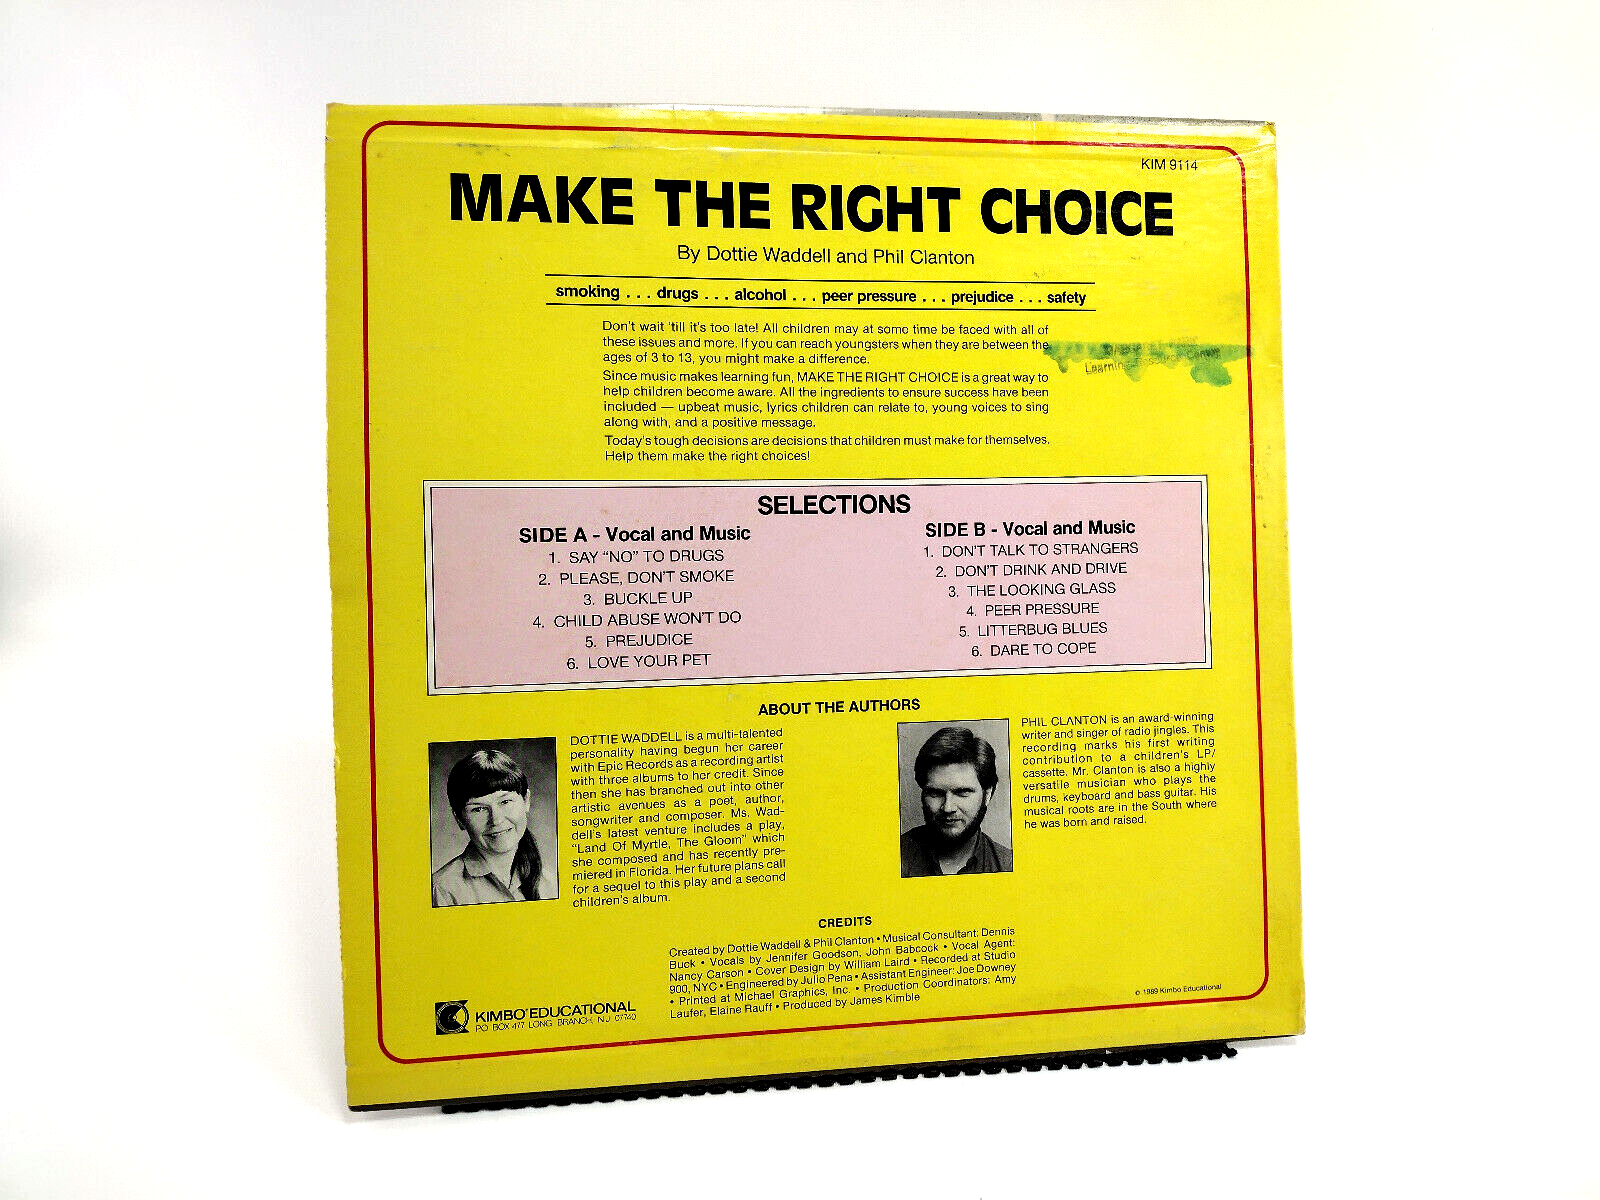 KIM 9114
MAKE THE RIGHT CHOICE
By Dottie Waddell and Phil Clanton
smoking . . . drugs . . . alcohol . . . peer pressure . . . prejudice . . . safety
Don't wait 'till it's too late! All children may at some time be faced with all of
these issues and more. If you can reach youngsters when they are between the
ages of 3 to 13, you might make a difference.
Since music makes learning fun, MAKE THE RIGHT CHOICE is a great way to
help children become aware. All the ingredients to ensure success have been
included — upbeat music, lyrics children can relate to, young voices to sing
along with, and a positive message.
Today's tough decisions are decisions that children must make for themselves.
Help them make the right choices!
Learning Resource Center
SELECTIONS
SIDE A - Vocal and Music
1. SAY "NO" TO DRUGS
2. PLEASE, DON'T SMOKE
3. BUCKLE UP
4. CHILD ABUSE WON'T DO
5. PREJUDICE
6. LOVE YOUR PET
SIDE B - Vocal and Music
1. DON'T TALK TO STRANGERS
2. DON'T DRINK AND DRIVE
3. THE LOOKING GLASS
4. PEER PRESSURE
5. LITTERBUG BLUES
6. DARE TO COPE
ABOUT THE AUTHORS
DOTTIE WADDELL is a multi-talented
personality having begun her career
with Epic Records as a recording artist
with three albums to her credit. Since
then she has branched out into other
artistic avenues as a poet, author,
songwriter and composer. Ms. Wad-
dell's latest venture includes a play,
"Land Of Myrtle, The Gloom" which
she composed and has recently pre-
miered in Florida. Her future plans call
for a sequel to this play and a second
children's album.
PHIL CLANTON is an award-winning
writer and singer of radio jingles. This
recording marks his first writing
contribution to a children's LP/
cassette. Mr. Clanton is also a highly
versatile musician who plays the
drums, keyboard and bass guitar. His
musical roots are in the South where
he was born and raised.
CREDITS
Created by Dottie Waddell & Phil Clanton • Musical Consultant: Dennis
Buck • Vocals by Jennifer Goodson, John Babcock • Vocal Agent:
Nancy Carson • Cover Design by William Laird • Recorded at Studio
900, NYC • Engineered by Julio Pena • Assistant Engineer: Joe Downey
• Printed at Michael Graphics, Inc. • Production Coordinators: Amy
Laufer, Elaine Rauff • Produced by James Kimble
KIMBO® EDUCATIONAL
PO BOX 477 LONG BRANCH, NJ 07740
© 1989 Kimbo Educational